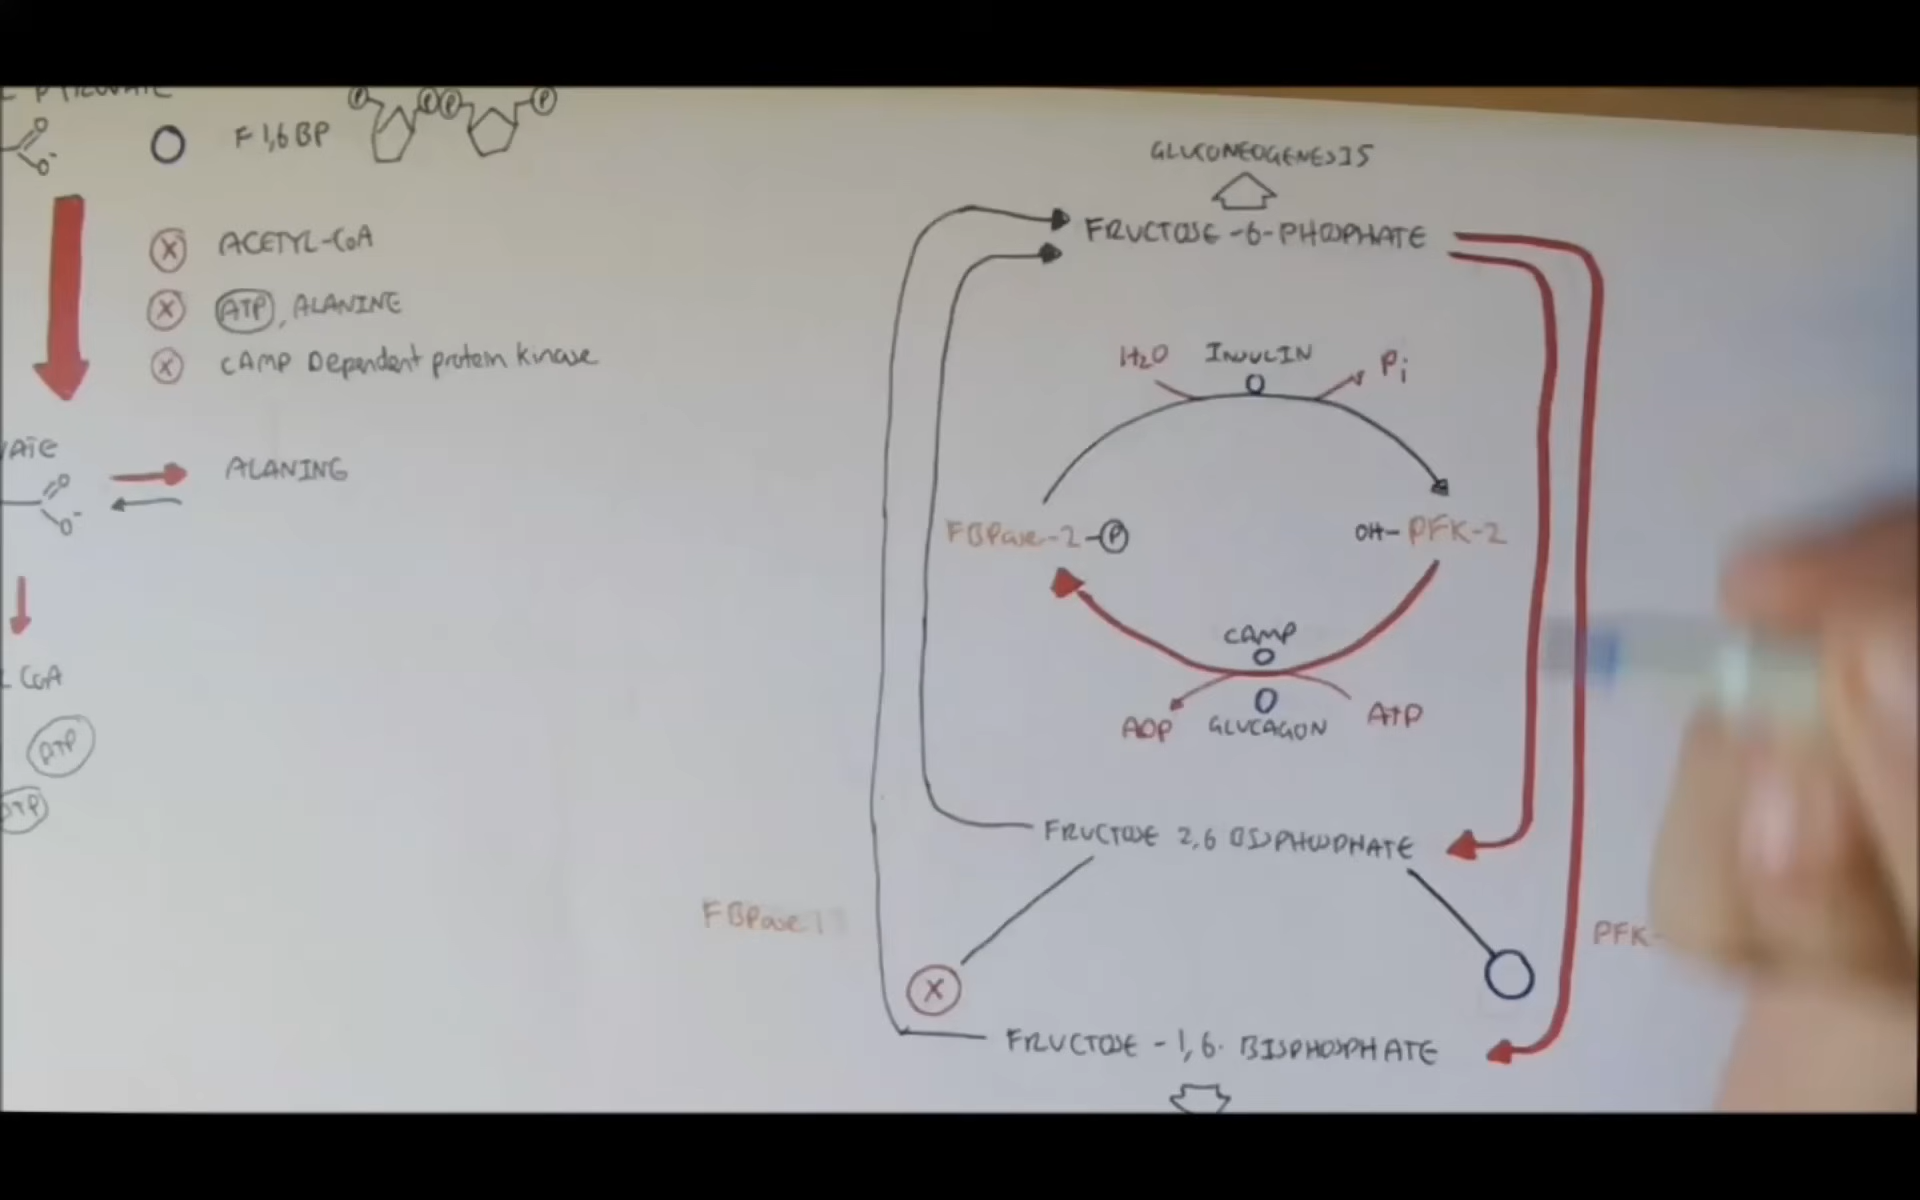 F 1,6 BP
P
P
P
P
O
O-
X ACETYL-COA
X ATP, ALANINE
X cAMP Dependent protein kinase
ALANING
O
O-
CoA
ATP
GLUCONEOGENESIS
FRUCTOSE-6-PHOSPHATE
H2O INSULIN Pi
FBPase-2-P
OH-PFK-2
CAMP
ADP GLUCAGON ATP
FRUCTOSE 2,6 BISPHOSPHATE
FBPase 1
PFK-
X
FRUCTOSE-1,6-BISPHOSPHATE